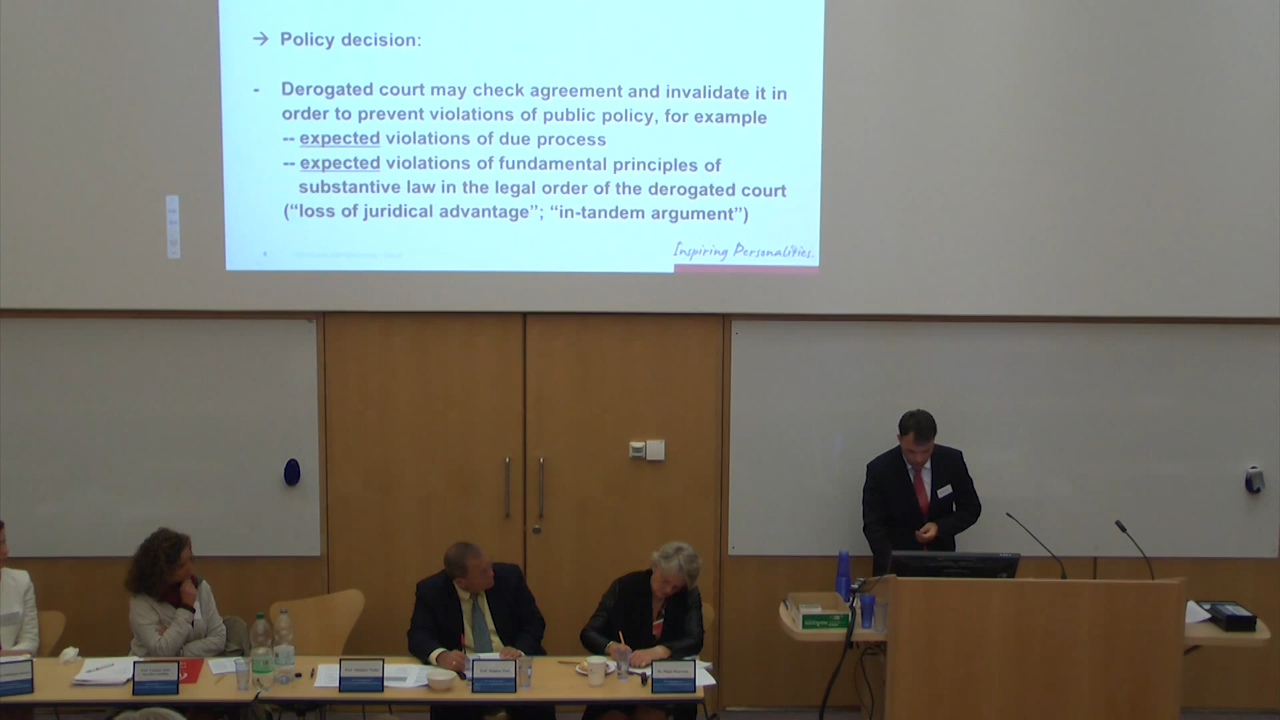 → Policy decision:
- Derogated court may check agreement and invalidate it in
order to prevent violations of public policy, for example
-- expected violations of due process
-- expected violations of fundamental principles of
substantive law in the legal order of the derogated court
(“loss of juridical advantage”; “in-tandem argument”)
Inspiring Personalities.